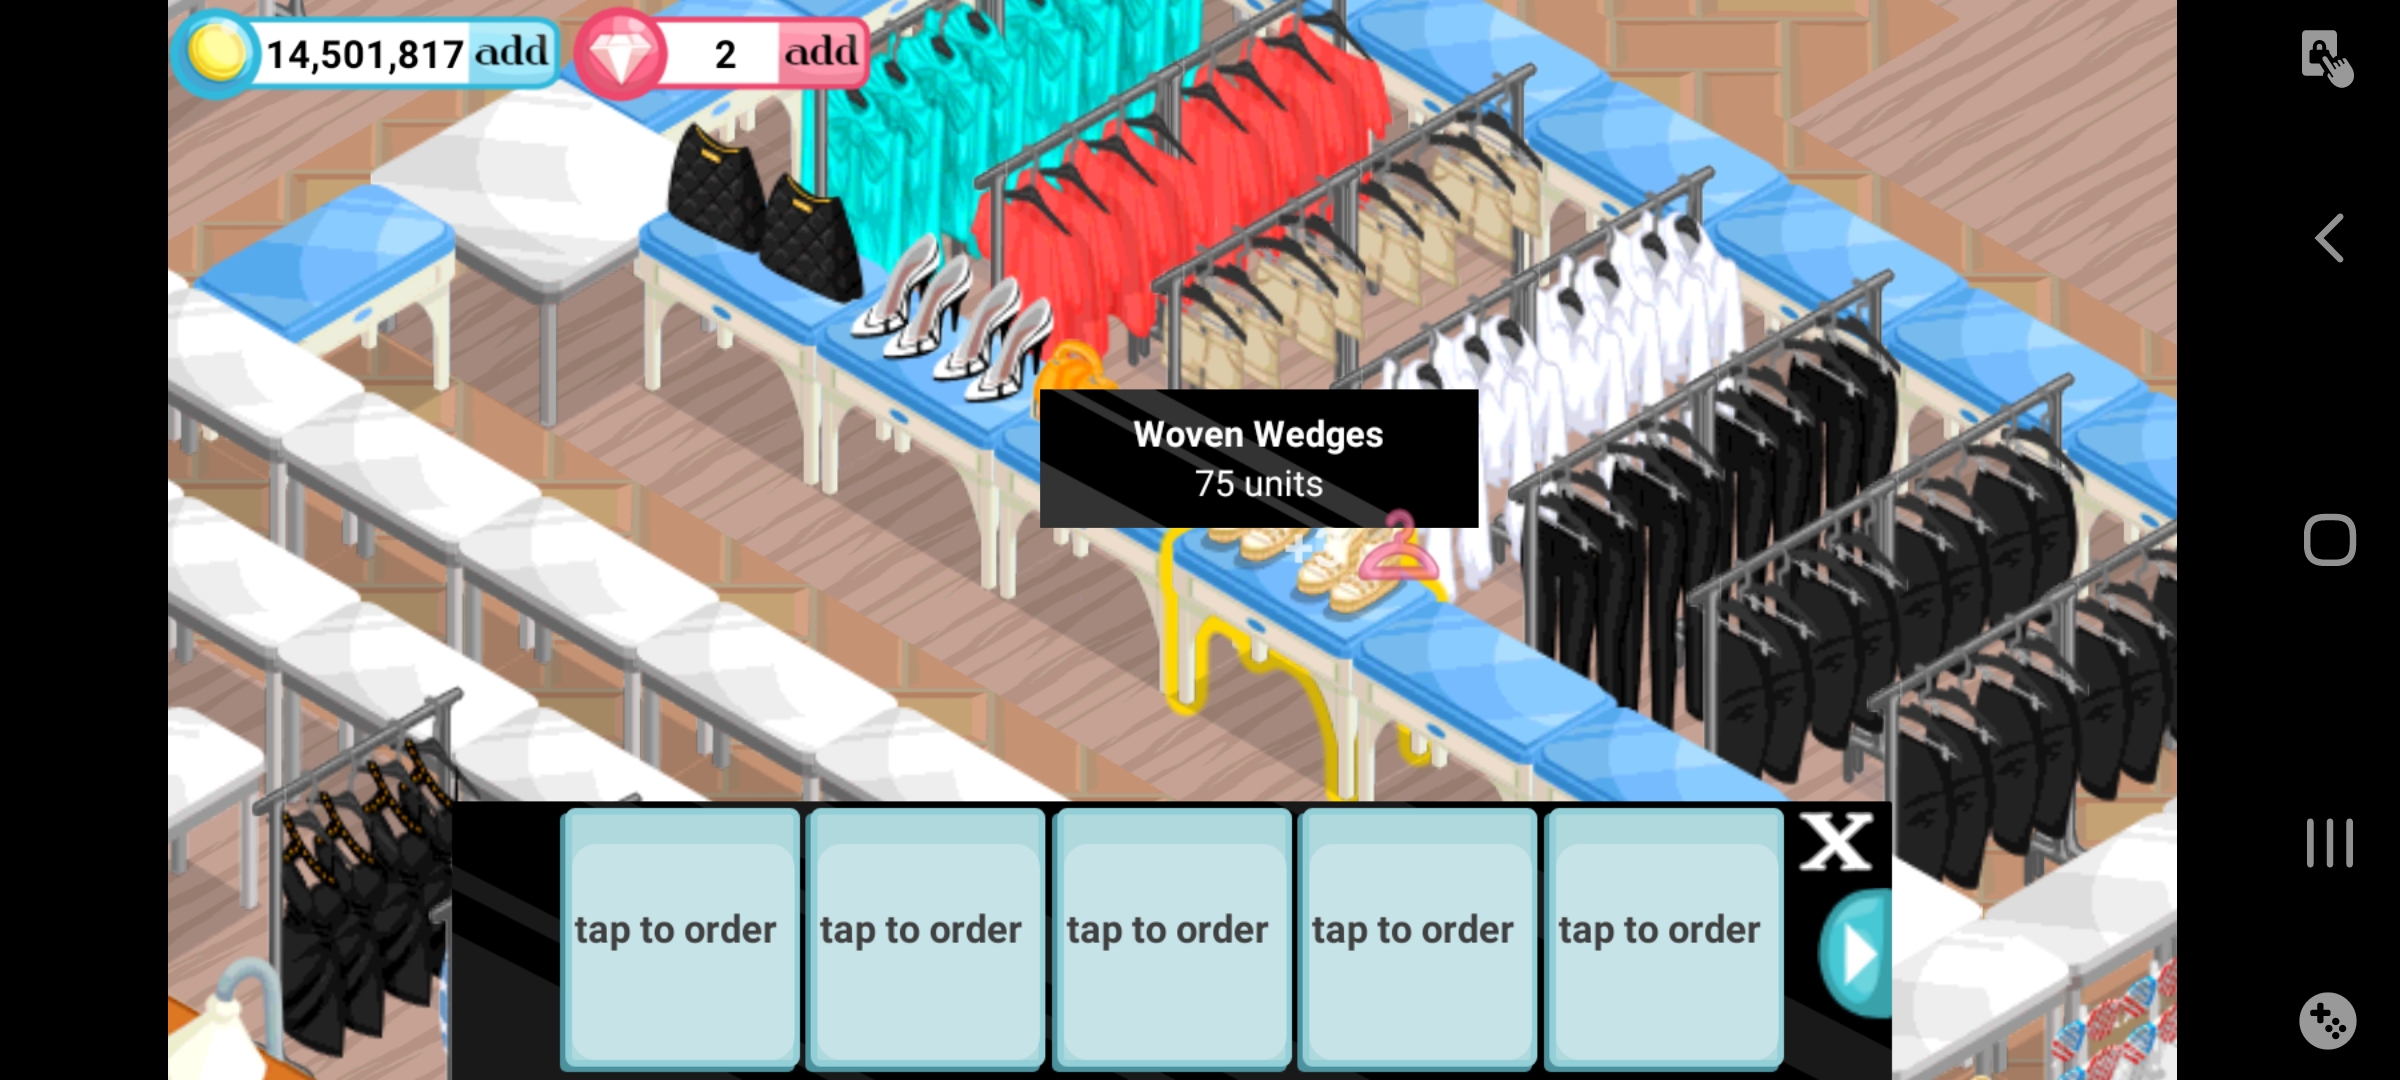 14,501,817 add
2 add
Woven Wedges
75 units
tap to order
tap to order
tap to order
tap to order
tap to order
X